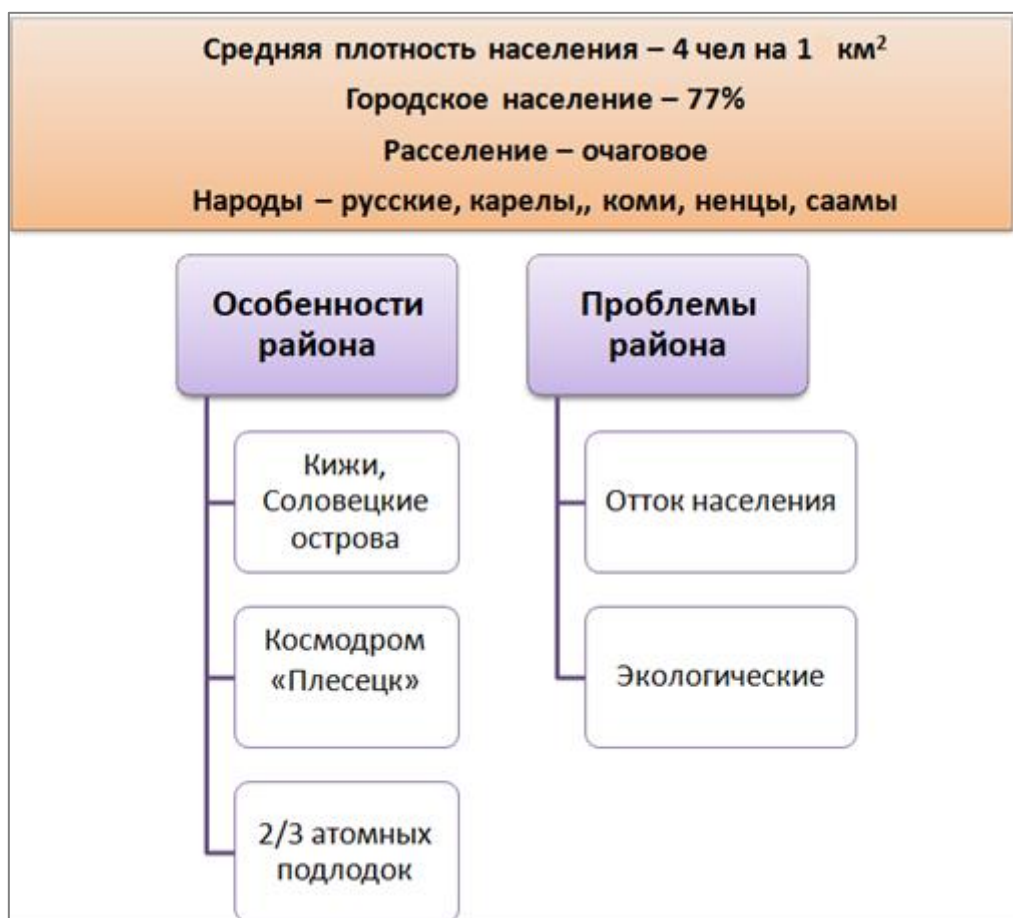 Средняя плотность населения – 4 чел на 1 км²
Городское население – 77%
Расселение – очаговое
Народы – русские, карелы,, коми, ненцы, саамы
Особенности
района
Кижи,
Соловецкие
острова
Космодром
«Плесецк»
2/3 атомных
подлодок
Проблемы
района
Отток населения
Экологические